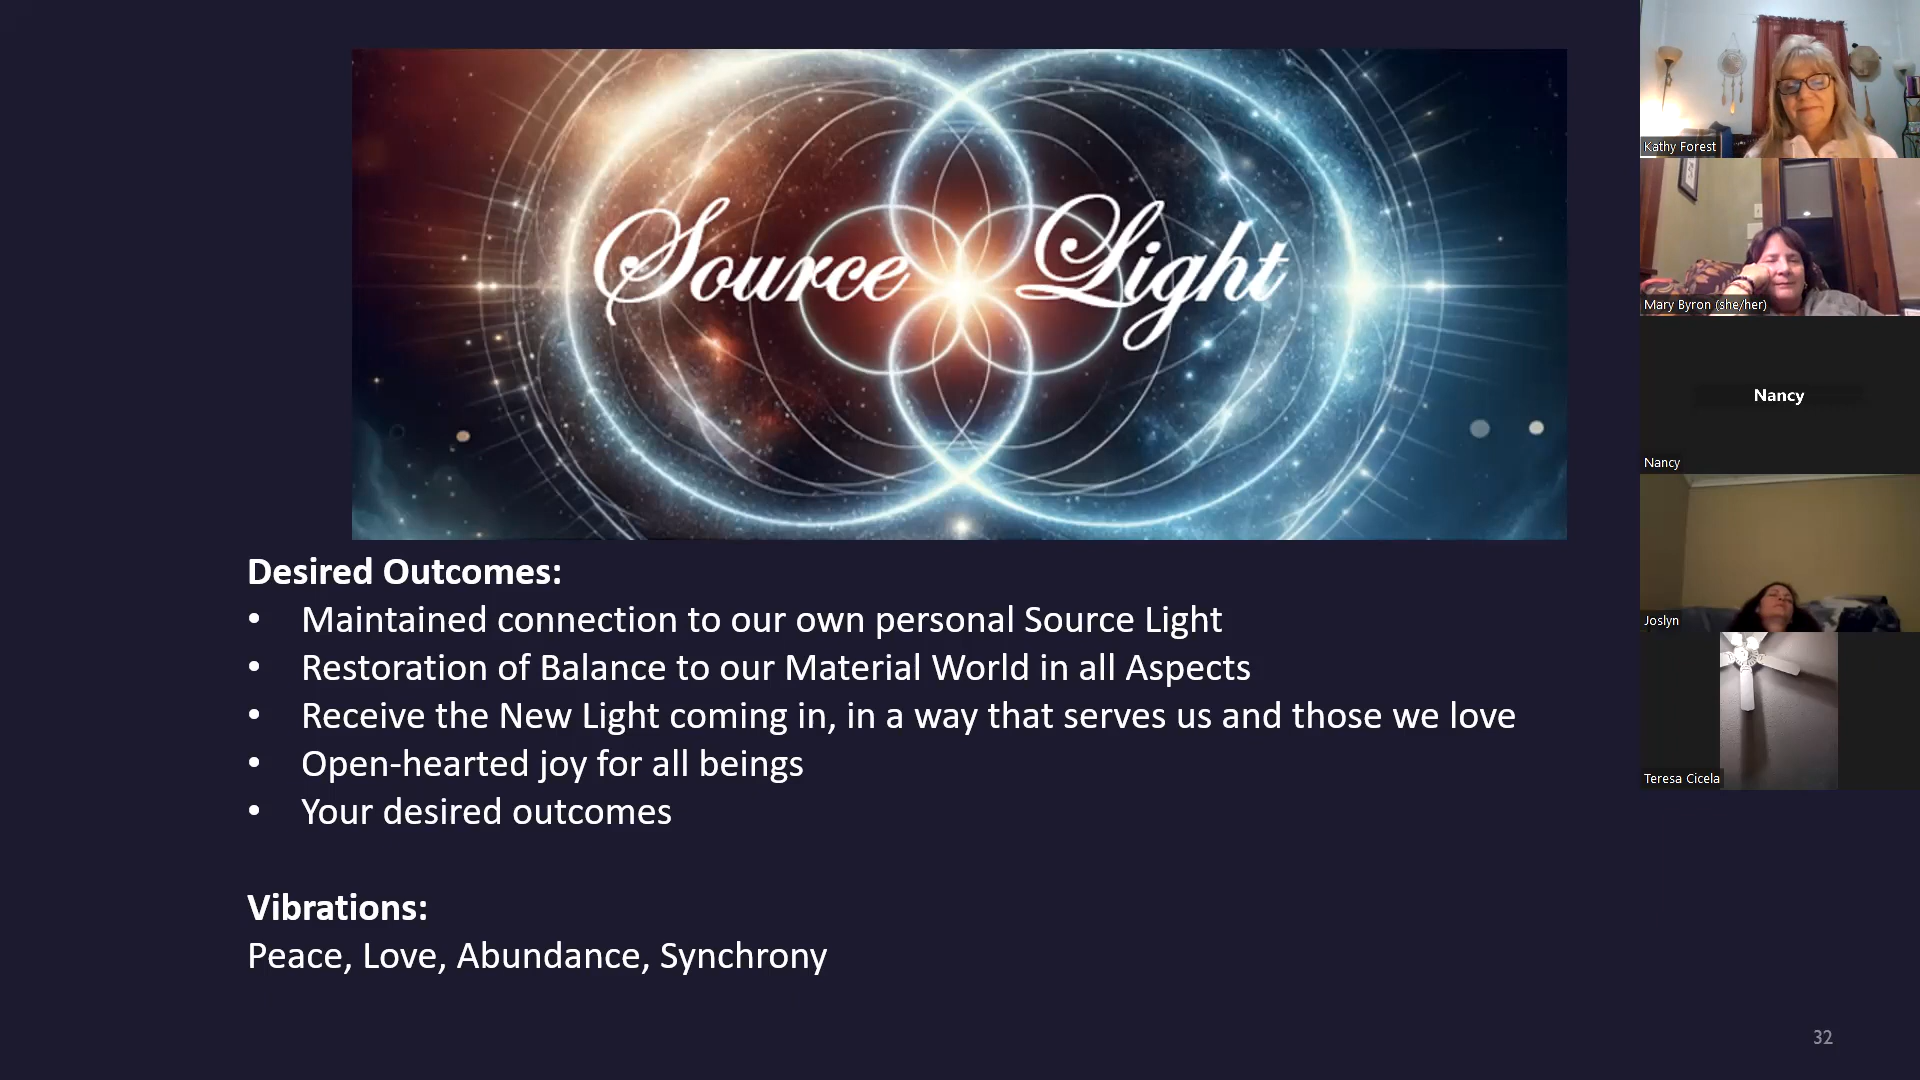 Source Light
Desired Outcomes:
• Maintained connection to our own personal Source Light
• Restoration of Balance to our Material World in all Aspects
• Receive the New Light coming in, in a way that serves us and those we love
• Open-hearted joy for all beings
• Your desired outcomes
Vibrations:
Peace, Love, Abundance, Synchrony
32
Kathy Forest
Mary Byron (she/her)
Nancy
Nancy
Joslyn
Teresa Cicela